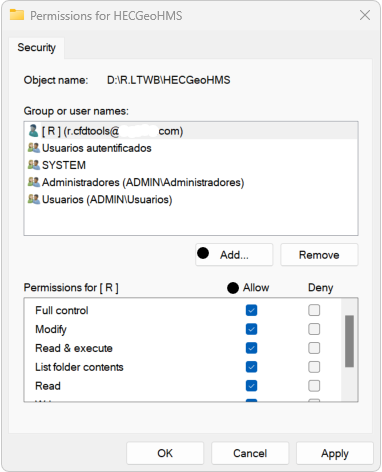 Permissions for HECGeoHMS
Security
Object name: D:\R.LTWB\HECGeoHMS
Group or user names:
[ R ] (r.cfdtools@ com)
Usuarios autentificados
SYSTEM
Administradores (ADMIN\Administradores)
Usuarios (ADMIN\Usuarios)
Add... Remove
Permissions for [ R ] Allow Deny
Full control
Modify
Read & execute
List folder contents
Read
OK Cancel Apply